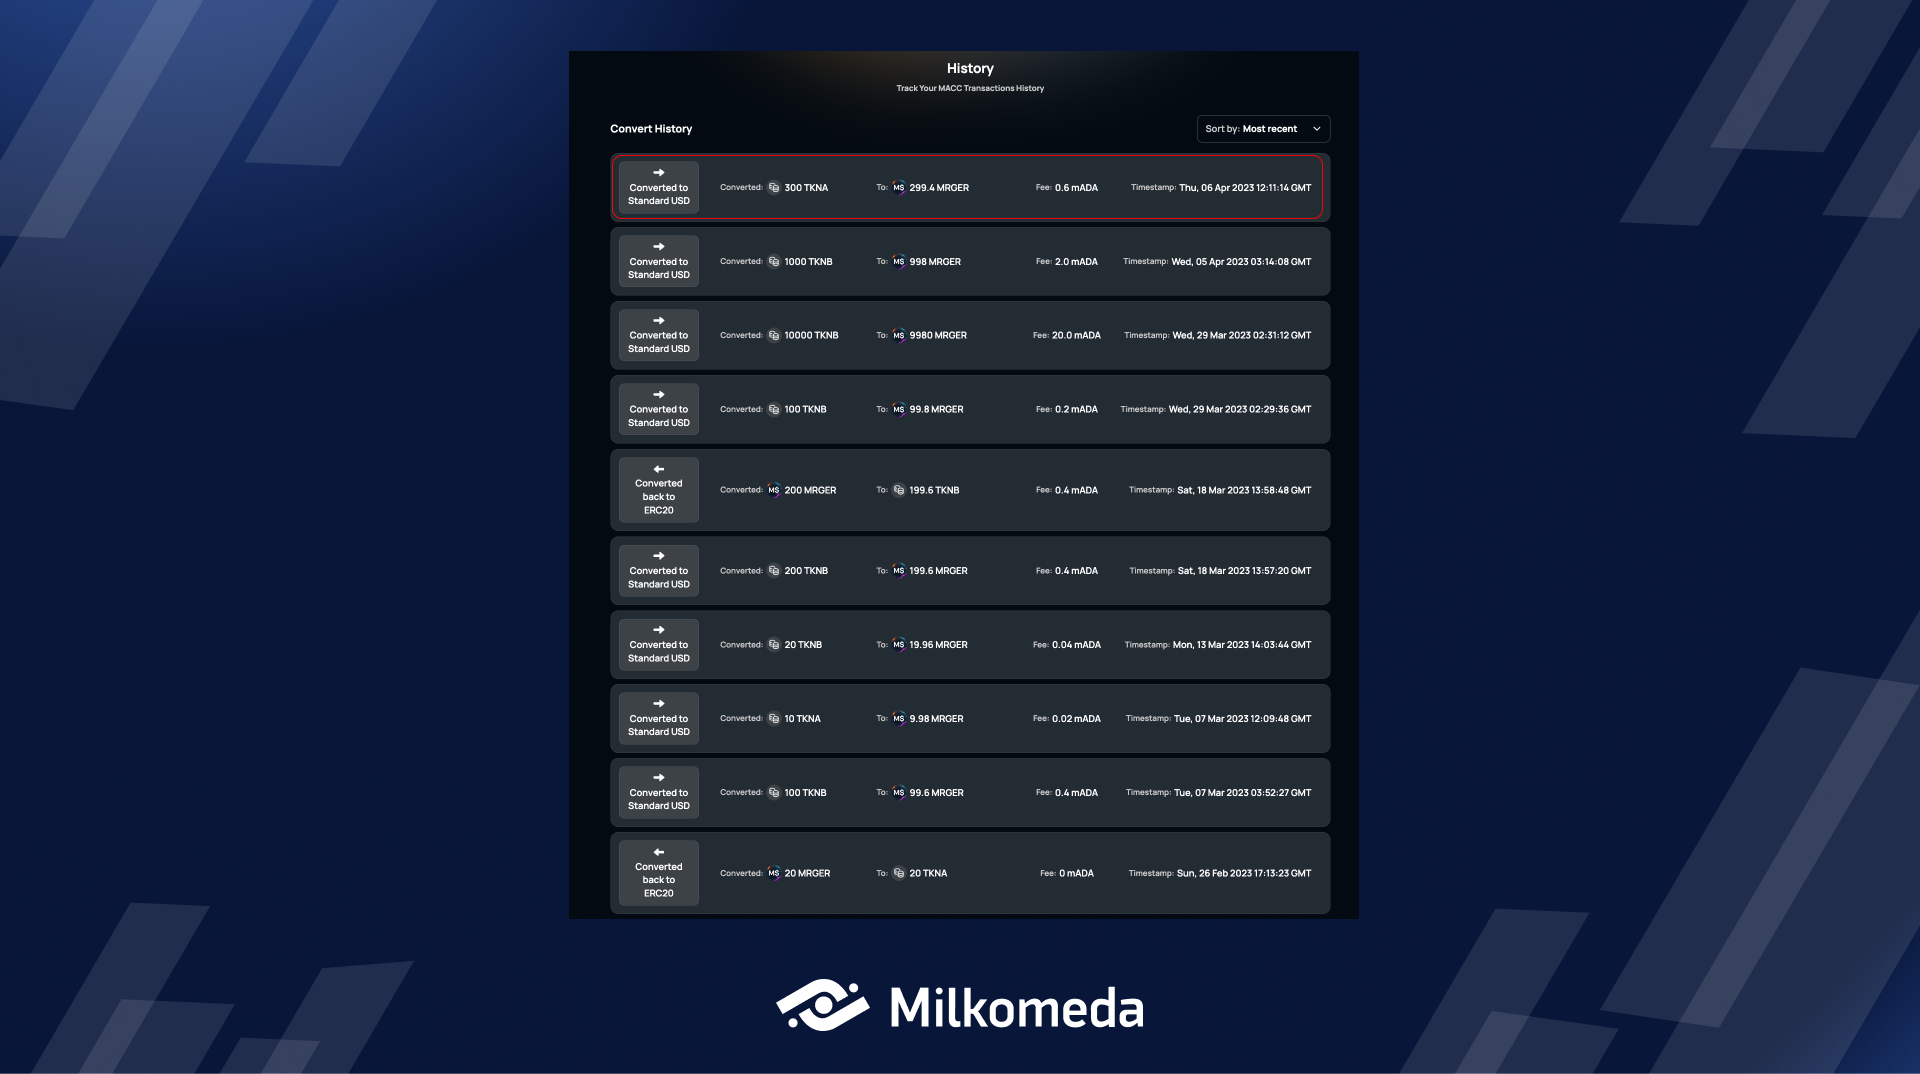 History
Track Your MACC Transactions History
Convert History
Sort by: Most recent
Converted to
Standard USD
Converted: 300 TKNA To: MS 299.4 MRGER Fee: 0.6 mADA Timestamp: Thu, 06 Apr 2023 12:11:14 GMT
Converted to
Standard USD
Converted: 1000 TKNB To: MS 998 MRGER Fee: 2.0 mADA Timestamp: Wed, 05 Apr 2023 03:14:08 GMT
Converted to
Standard USD
Converted: 10000 TKNB To: MS 9980 MRGER Fee: 20.0 mADA Timestamp: Wed, 29 Mar 2023 02:31:12 GMT
Converted to
Standard USD
Converted: 100 TKNB To: MS 99.8 MRGER Fee: 0.2 mADA Timestamp: Wed, 29 Mar 2023 02:29:36 GMT
Converted
back to
ERC20
Converted: MS 200 MRGER To: 199.6 TKNB Fee: 0.4 mADA Timestamp: Sat, 18 Mar 2023 13:58:48 GMT
Converted to
Standard USD
Converted: 200 TKNB To: MS 199.6 MRGER Fee: 0.4 mADA Timestamp: Sat, 18 Mar 2023 13:57:20 GMT
Converted to
Standard USD
Converted: 20 TKNB To: MS 19.96 MRGER Fee: 0.04 mADA Timestamp: Mon, 13 Mar 2023 14:03:44 GMT
Converted to
Standard USD
Converted: 10 TKNA To: MS 9.98 MRGER Fee: 0.02 mADA Timestamp: Tue, 07 Mar 2023 12:09:48 GMT
Converted to
Standard USD
Converted: 100 TKNB To: MS 99.6 MRGER Fee: 0.4 mADA Timestamp: Tue, 07 Mar 2023 03:52:27 GMT
Converted
back to
ERC20
Converted: MS 20 MRGER To: 20 TKNA Fee: 0 mADA Timestamp: Sun, 26 Feb 2023 17:13:23 GMT
Milkomeda